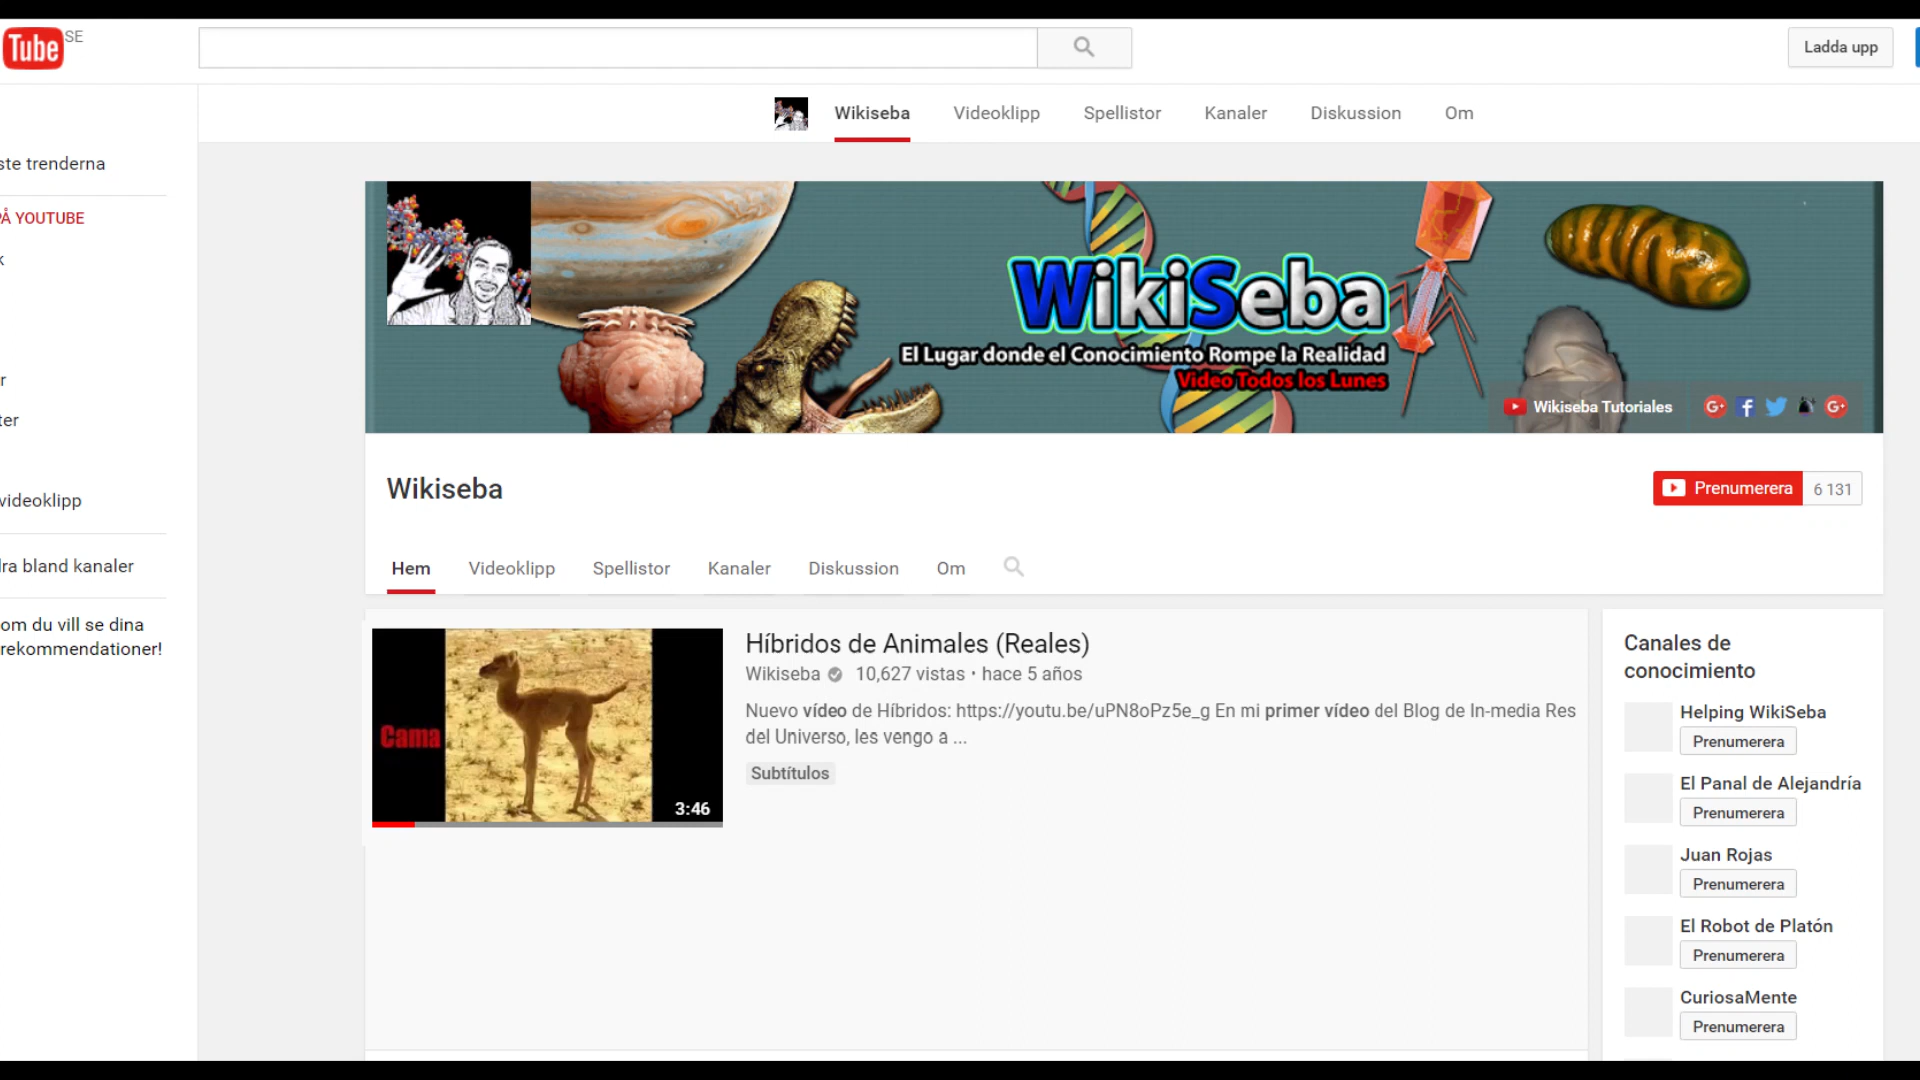 Tube SE
Ladda upp
Wikiseba Videoklipp Spellistor Kanaler Diskussion Om
ste trenderna
PÅ YOUTUBE
k
r
ter
videoklipp
dra bland kanaler
om du vill se dina
rekommendationer!
WikiSeba
El Lugar donde el Conocimiento Rompe la Realidad
Video Todos los Lunes
Wikiseba Tutoriales
Wikiseba
Prenumerera 6 131
Hem Videoklipp Spellistor Kanaler Diskussion Om
Cama
3:46
Híbridos de Animales (Reales)
Wikiseba 10,627 vistas • hace 5 años
Nuevo vídeo de Híbridos: https://youtu.be/uPN8oPz5e_g En mi primer vídeo del Blog de In-media Res
del Universo, les vengo a ...
Subtítulos
Canales de
conocimiento
Helping WikiSeba
Prenumerera
El Panal de Alejandría
Prenumerera
Juan Rojas
Prenumerera
El Robot de Platón
Prenumerera
CuriosaMente
Prenumerera